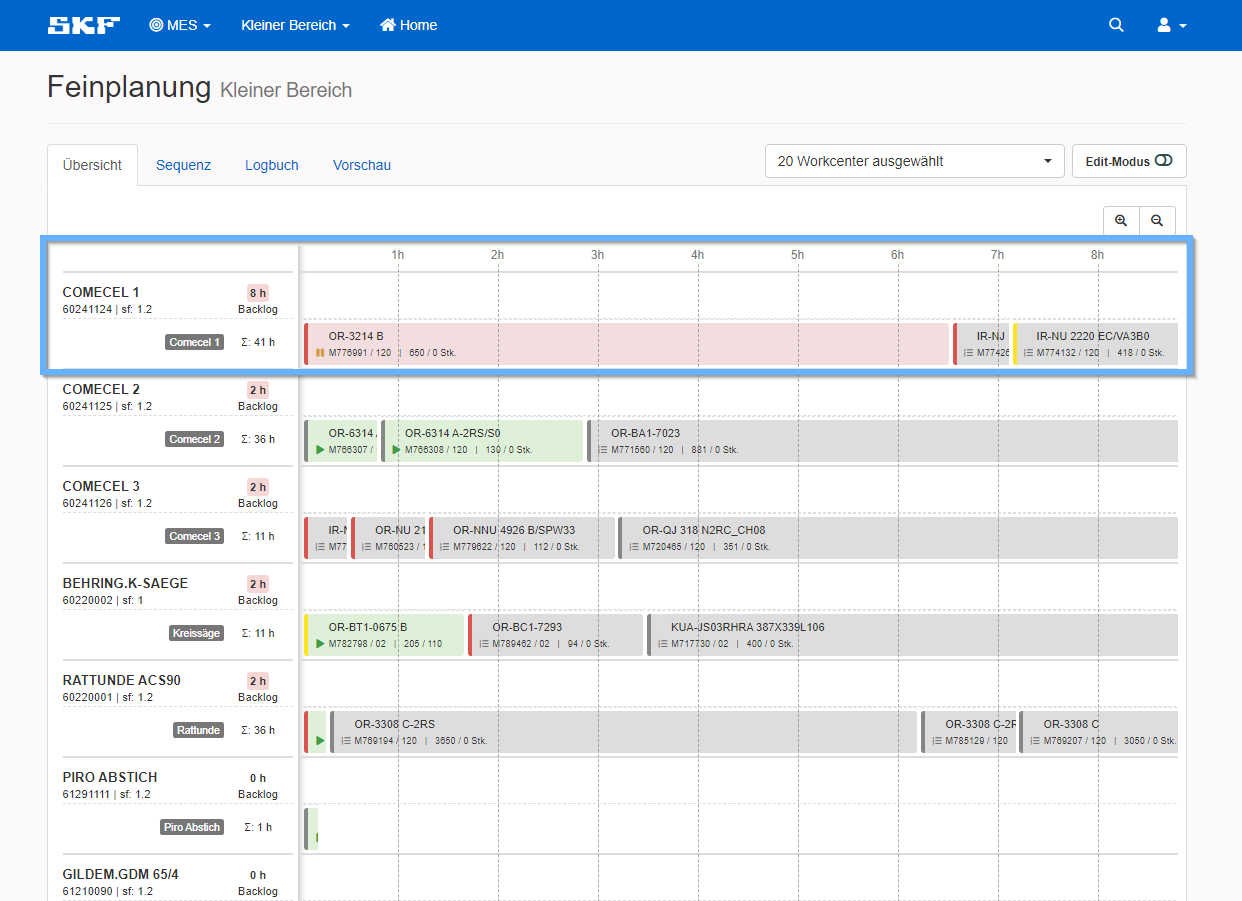 SKF MES Kleiner Bereich Home
Feinplanung Kleiner Bereich
Übersicht Sequenz Logbuch Vorschau 20 Workcenter ausgewählt Edit-Modus
1h 2h 3h 4h 5h 6h 7h 8h
COMECEL 1 8 h
60241124 | sf: 1.2 Backlog
Comecel 1 Σ: 41 h
OR-3214 B IR-NJ IR-NU 2220 EC/VA3B0
M776991 / 120 | 650 / 0 Stk. M77426 M774132 / 120 | 418 / 0 Stk.
COMECEL 2 2 h
60241125 | sf: 1.2 Backlog
Comecel 2 Σ: 36 h
OR-6314 OR-6314 A-2RS/S0 OR-BA1-7023
M766307 / M766308 / 120 | 130 / 0 Stk. M771560 / 120 | 881 / 0 Stk.
COMECEL 3 2 h
60241126 | sf: 1.2 Backlog
Comecel 3 Σ: 11 h
IR-N OR-NU 21 OR-NNU 4926 B/SPW33 OR-QJ 318 N2RC_CH08
M77 M760523 / 1 M779622 / 120 | 112 / 0 Stk. M720465 / 120 | 351 / 0 Stk.
BEHRING.K-SAEGE 2 h
60220002 | sf: 1 Backlog
Kreissäge Σ: 11 h
OR-BT1-0675 B OR-BC1-7293 KUA-JS03RHRA 387X339L106
M782798 / 02 | 205 / 110 M789462 / 02 | 94 / 0 Stk. M717730 / 02 | 400 / 0 Stk.
RATTUNDE ACS90 2 h
60220001 | sf: 1.2 Backlog
Rattunde Σ: 36 h
OR-3308 C-2RS OR-3308 C-2R OR-3308 C
M769194 / 120 | 3650 / 0 Stk. M785129 / 120 M769207 / 120 | 3050 / 0 Stk.
PIRO ABSTICH 0 h
61291111 | sf: 1.2 Backlog
Piro Abstich Σ: 1 h
GILDEM.GDM 65/4 0 h
61210090 | sf: 1.2 Backlog